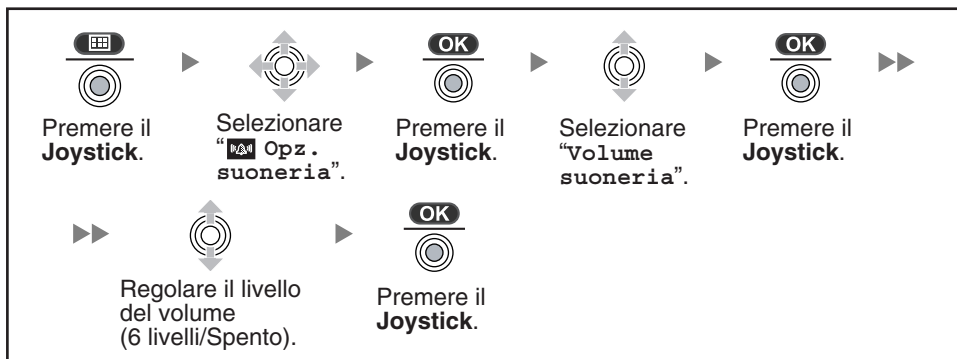 OK
OK
Premere il
Joystick.
Selezionare
“ Opz.
suoneria”.
Premere il
Joystick.
Selezionare
“Volume
suoneria”.
Premere il
Joystick.
OK
Regolare il livello
del volume
(6 livelli/Spento).
Premere il
Joystick.